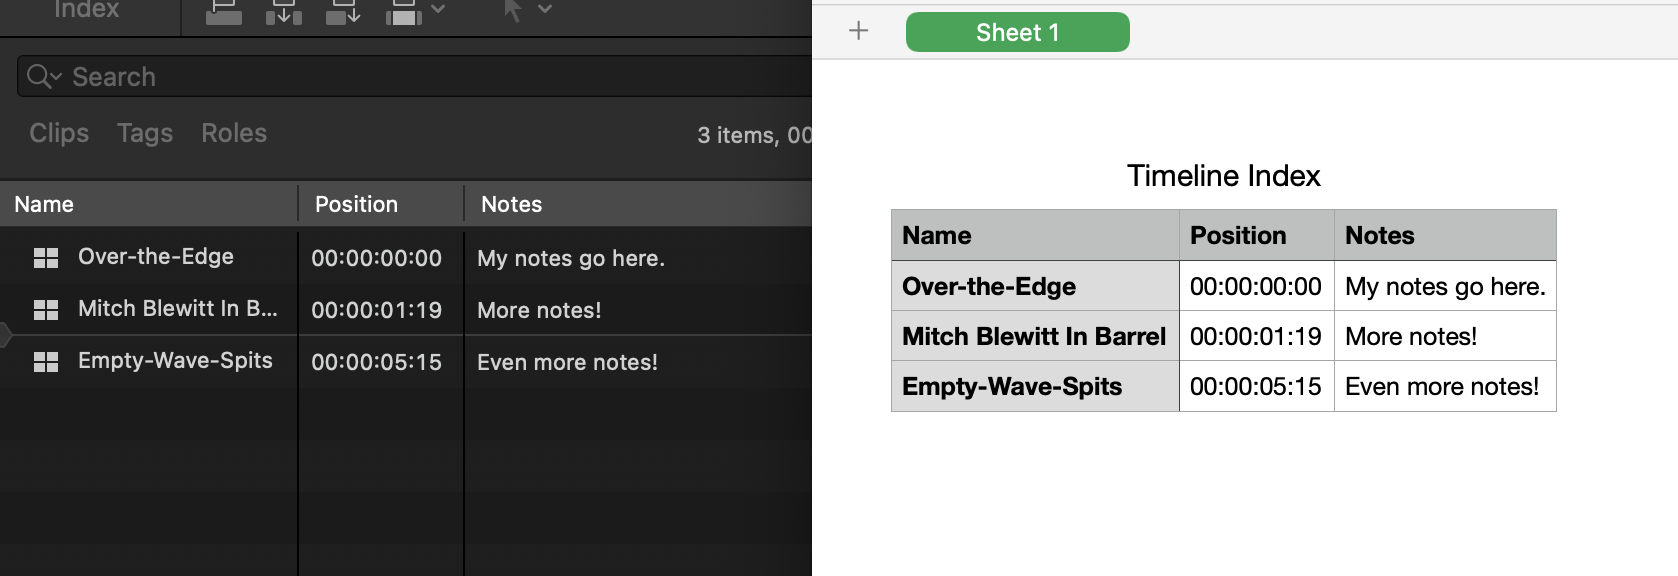 Index
Search
Clips Tags Roles
3 items, 00
Name Position Notes
Over-the-Edge 00:00:00:00 My notes go here.
Mitch Blewitt In B... 00:00:01:19 More notes!
Empty-Wave-Spits 00:00:05:15 Even more notes!
Sheet 1
Timeline Index
Name Position Notes
Over-the-Edge 00:00:00:00 My notes go here.
Mitch Blewitt In Barrel 00:00:01:19 More notes!
Empty-Wave-Spits 00:00:05:15 Even more notes!